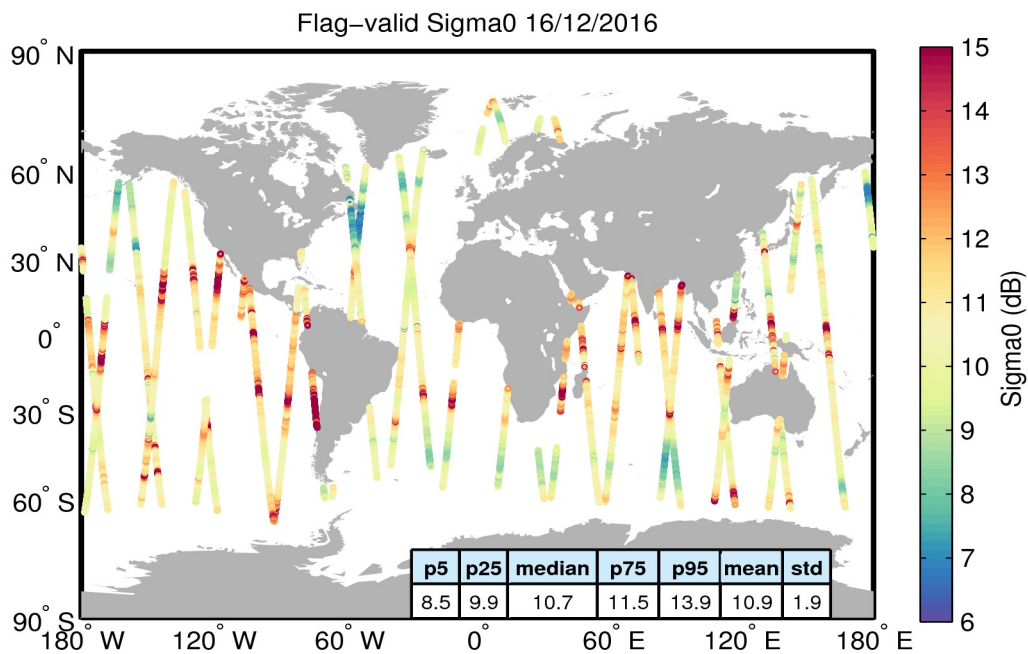 Flag−valid Sigma0 16/12/2016
90° N
60° N
30° N
0°
30° S
60° S
90° S
180° W
120° W
60° W
0°
60° E
120° E
180° E
15
14
13
12
11
10
9
8
7
6
Sigma0 (dB)
p5 p25 median p75 p95 mean std
8.5 9.9 10.7 11.5 13.9 10.9 1.9